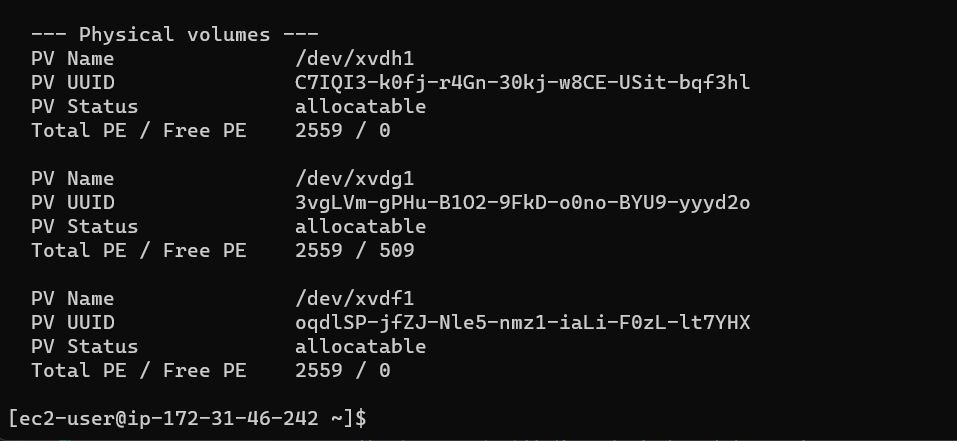 --- Physical volumes ---
PV Name               /dev/xvdh1
PV UUID               C7IQI3-k0fj-r4Gn-30kj-w8CE-USit-bqf3hl
PV Status             allocatable
Total PE / Free PE    2559 / 0

PV Name               /dev/xvdg1
PV UUID               3vgLVm-gPHu-B1O2-9FkD-o0no-BYU9-yyyd2o
PV Status             allocatable
Total PE / Free PE    2559 / 509

PV Name               /dev/xvdf1
PV UUID               oqdlSP-jfZJ-Nle5-nmz1-iaLi-F0zL-lt7YHX
PV Status             allocatable
Total PE / Free PE    2559 / 0

[ec2-user@ip-172-31-46-242 ~]$